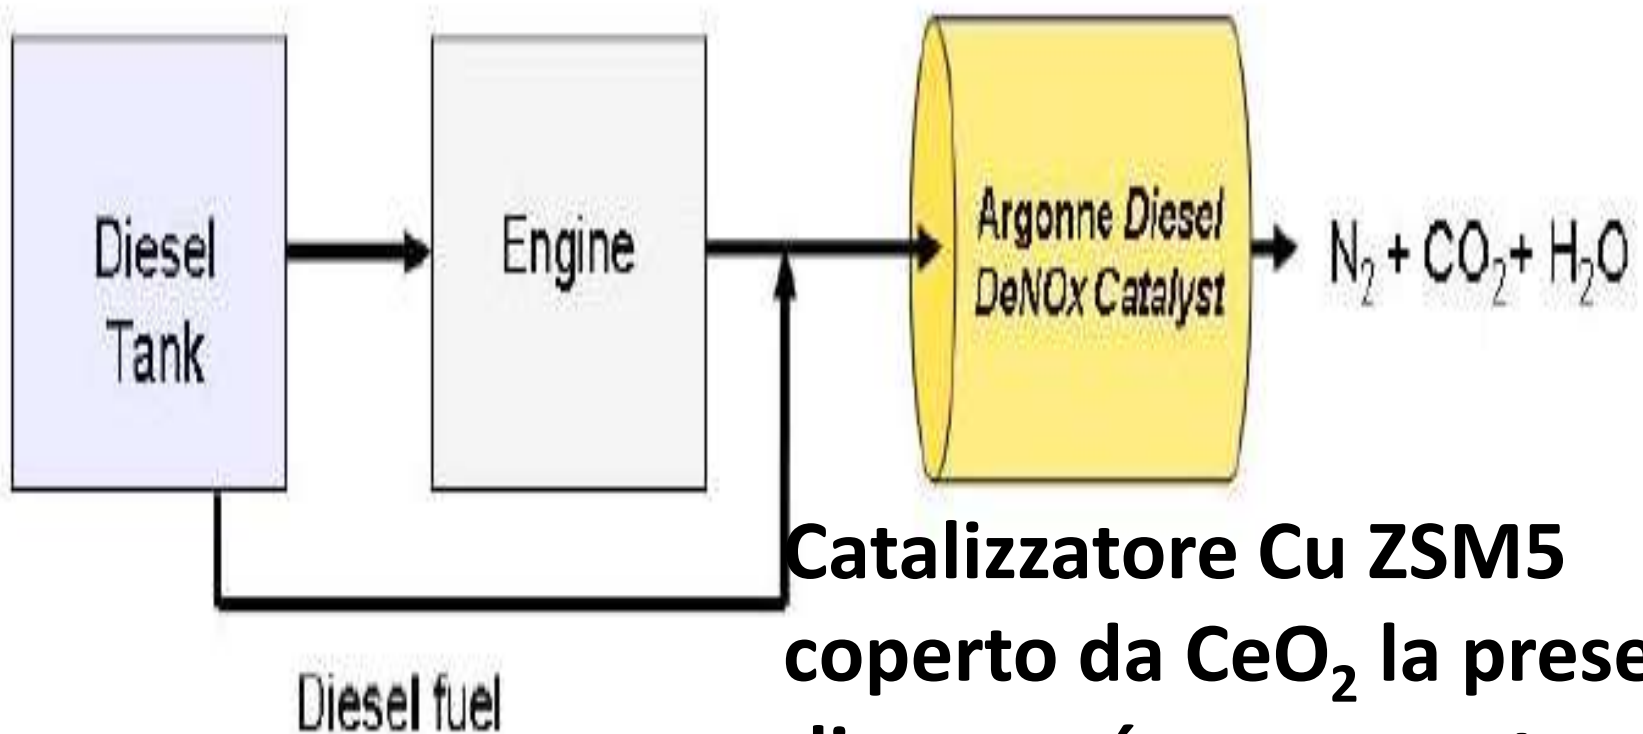 Diesel
Tank
Engine
Argonne Diesel
DeNOx Catalyst
N₂ + CO₂+ H₂O
Diesel fuel
Catalizzatore Cu ZSM5
coperto da CeO₂ la prese